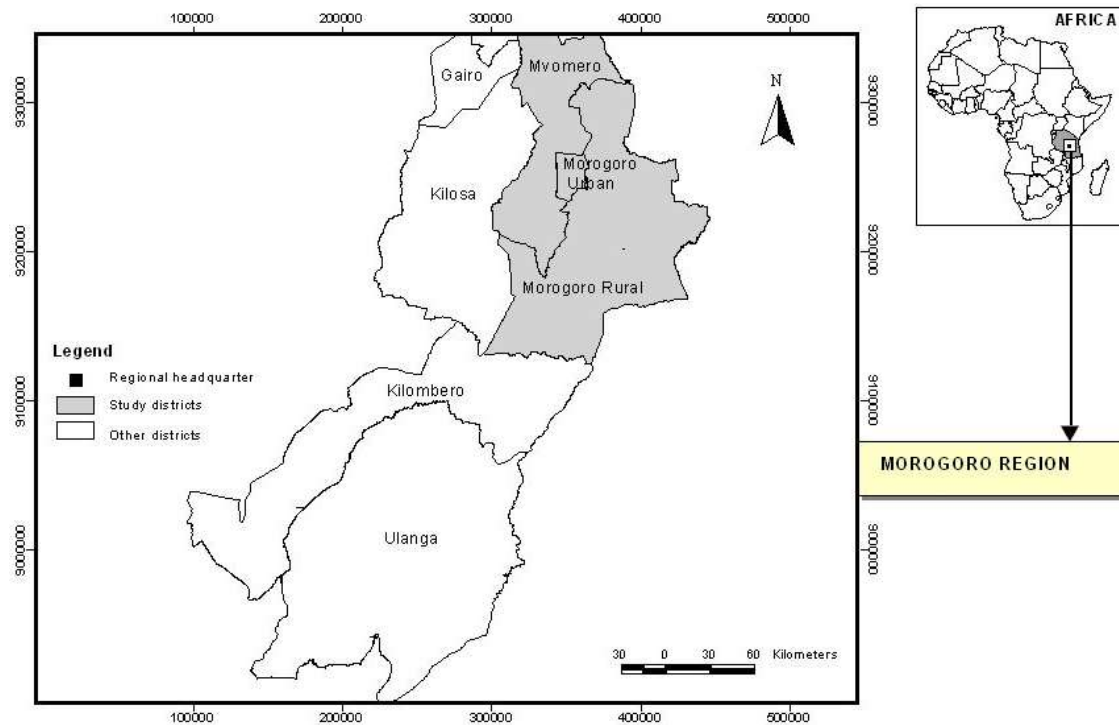 100000 200000 300000 400000 500000
AFRICA
Gairo
Mvomero
N
9300000
9300000
Morogoro
Urban
Kilosa
9200000
9200000
Morogoro Rural
Legend
Regional headquarter
Study districts
Other districts
Kilombero
9100000
9100000
MOROGORO REGION
Ulanga
9000000
9000000
30 0 30 60 Kilometers
100000 200000 300000 400000 500000